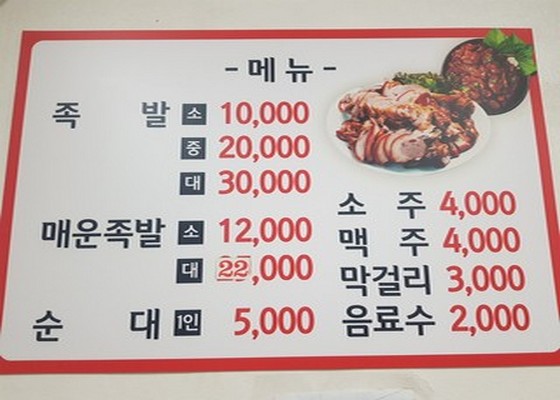 - 메뉴 -
족 발 소 10,000
중 20,000
대 30,000
매운족발 소 12,000
대 22,000
순 대 1인 5,000
소 주 4,000
맥 주 4,000
막걸리 3,000
음료수 2,000